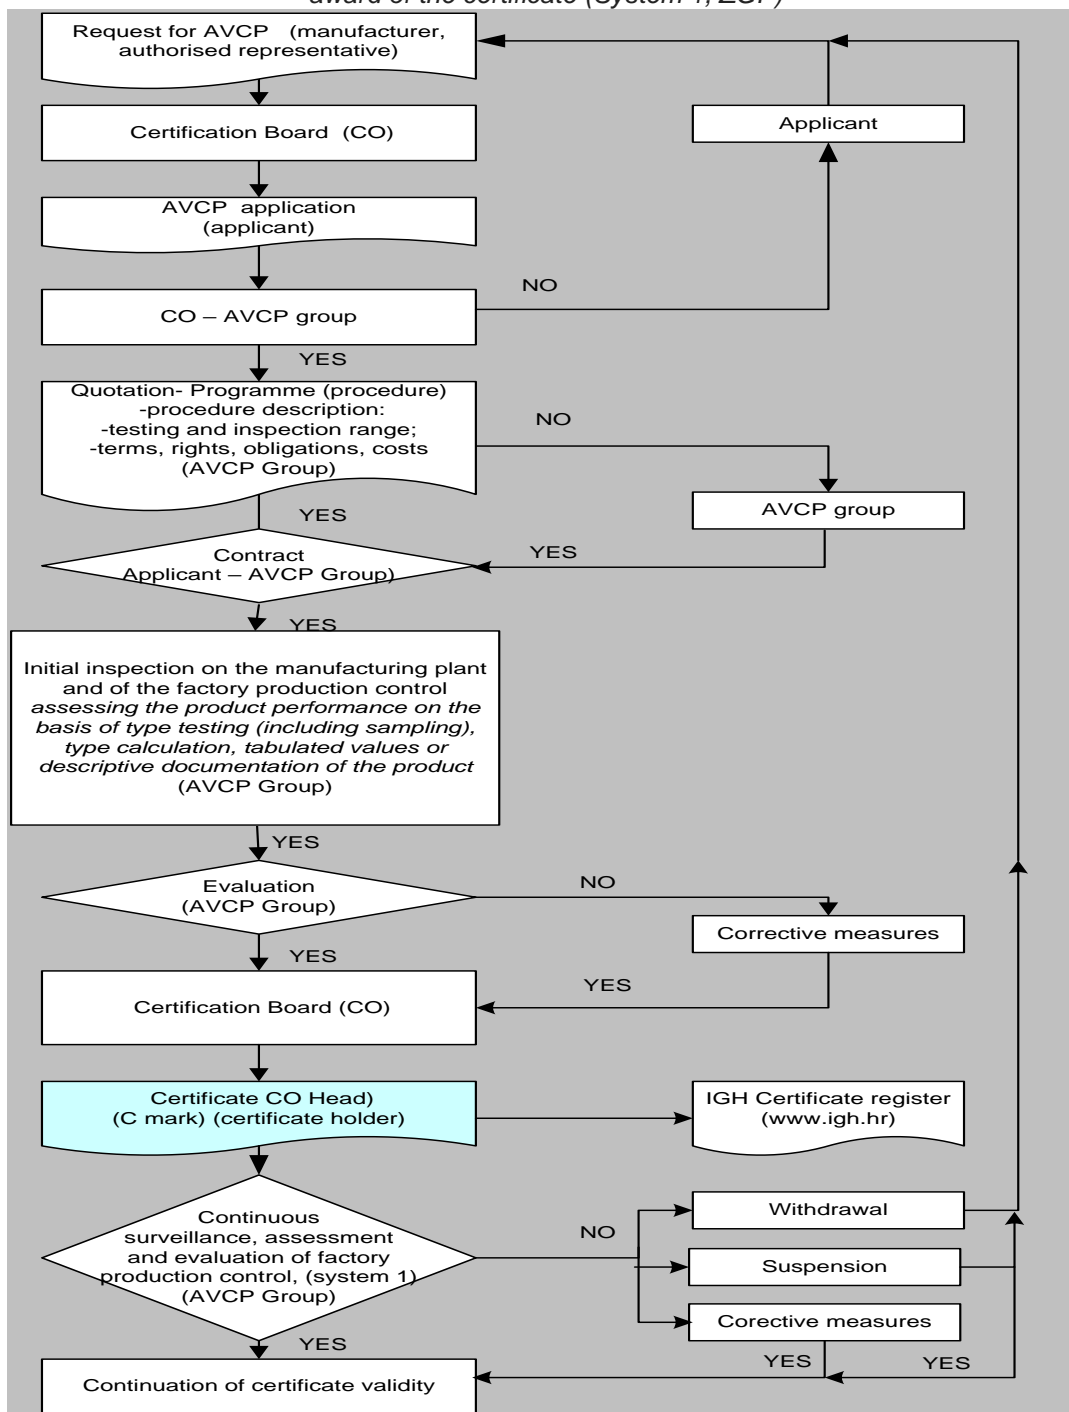 award of the certificate (System 1, ZGP)
Request for AVCP (manufacturer,
authorised representative)
Applicant
Certification Board (CO)
AVCP application
(applicant)
NO
CO – AVCP group
YES
Quotation- Programme (procedure)
-procedure description:
-testing and inspection range;
-terms, rights, obligations, costs
(AVCP Group)
NO
AVCP group
YES
Contract
Applicant – AVCP Group)
YES
YES
Initial inspection on the manufacturing plant
and of the factory production control
assessing the product performance on the
basis of type testing (including sampling),
type calculation, tabulated values or
descriptive documentation of the product
(AVCP Group)
YES
Evaluation
(AVCP Group)
NO
Corrective measures
YES
YES
Certification Board (CO)
Certificate CO Head)
(C mark) (certificate holder)
IGH Certificate register
(www.igh.hr)
Continuous
surveillance, assessment
and evaluation of factory
production control, (system 1)
(AVCP Group)
NO
Withdrawal
Suspension
Corective measures
YES
YES
YES
Continuation of certificate validity